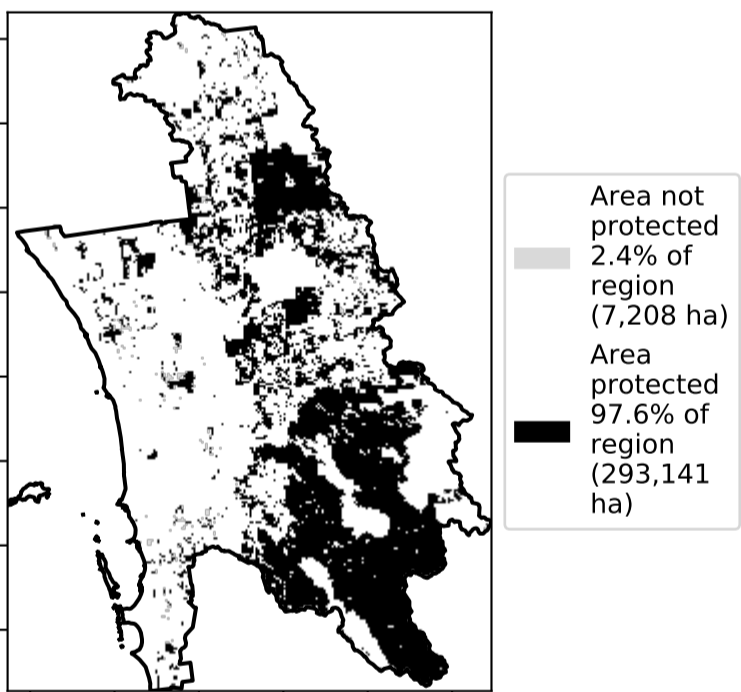 Area not
protected
2.4% of
region
(7,208 ha)
Area
protected
97.6% of
region
(293,141
ha)